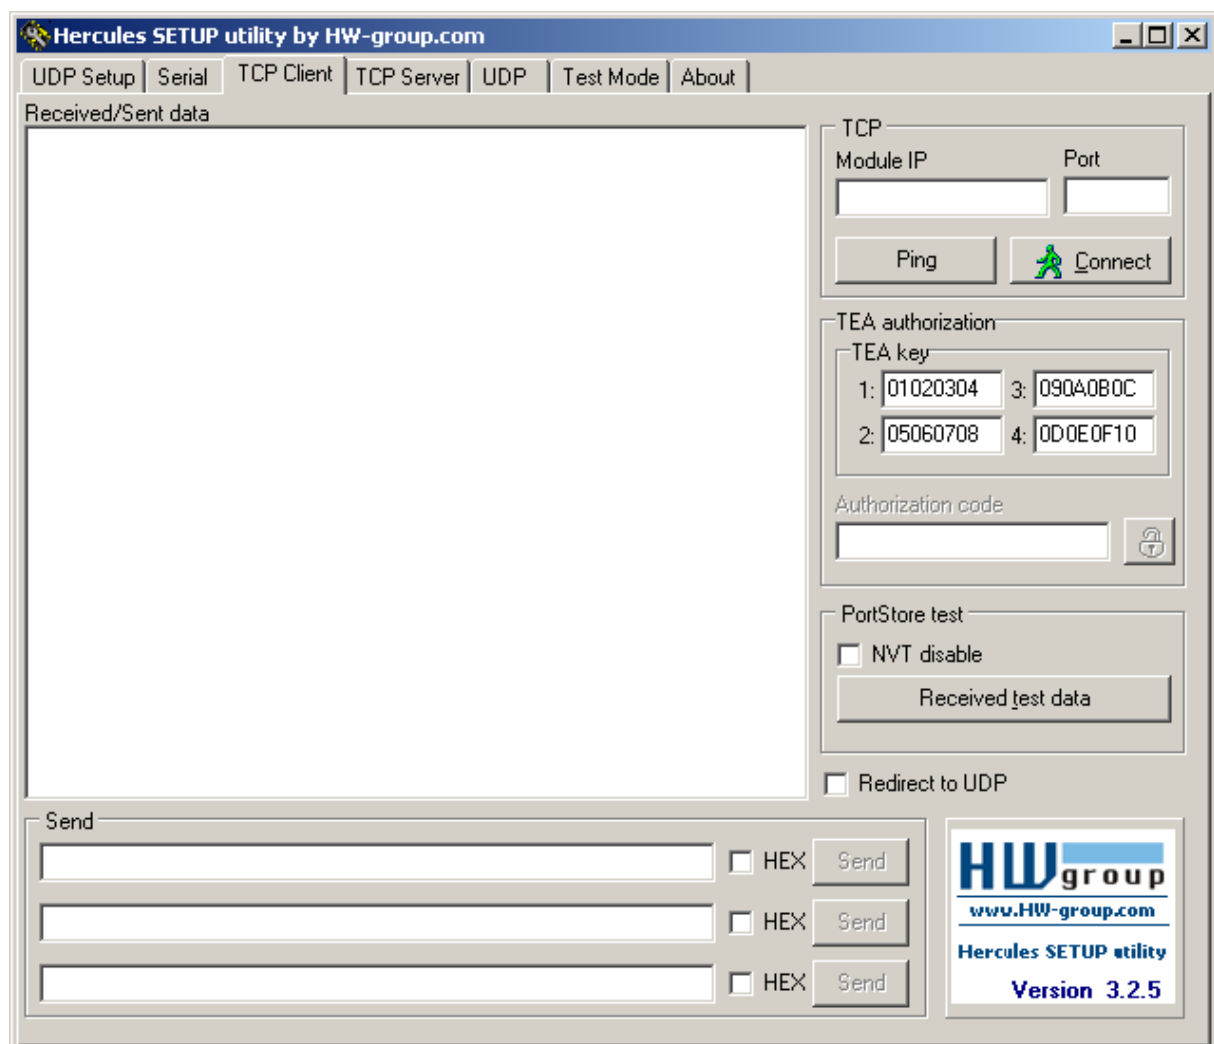 Hercules SETUP utility by HW-group.com
UDP Setup Serial TCP Client TCP Server UDP Test Mode About
Received/Sent data
TCP
Module IP Port
Ping Connect
TEA authorization
TEA key
1: 01020304 3: 090A0B0C
2: 05060708 4: 0D0E0F10
Authorization code
PortStore test
NVT disable
Received test data
Redirect to UDP
Send
HEX Send
HEX Send
HEX Send
HW group
www.HW-group.com
Hercules SETUP utility
Version 3.2.5